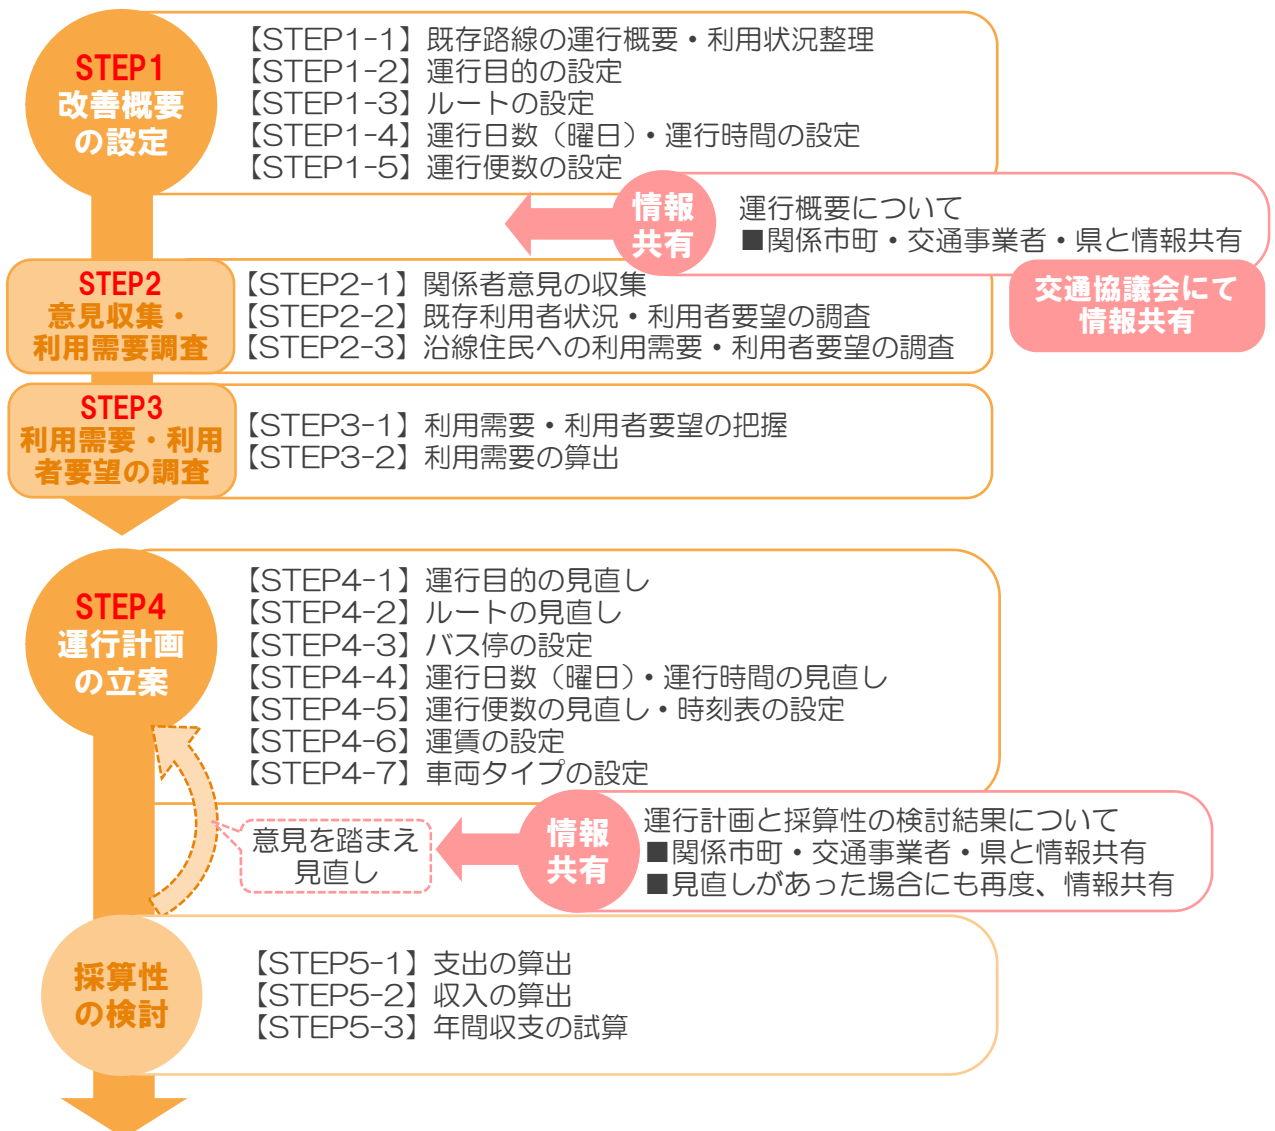 STEP1
改善概要
の設定
【STEP1-1】既存路線の運行概要・利用状況整理
【STEP1-2】運行目的の設定
【STEP1-3】ルートの設定
【STEP1-4】運行日数（曜日）・運行時間の設定
【STEP1-5】運行便数の設定
情報
共有
運行概要について
■関係市町・交通事業者・県と情報共有
交通協議会にて
情報共有
STEP2
意見収集・
利用需要調査
【STEP2-1】関係者意見の収集
【STEP2-2】既存利用者状況・利用者要望の調査
【STEP2-3】沿線住民への利用需要・利用者要望の調査
STEP3
利用需要・利用
者要望の調査
【STEP3-1】利用需要・利用者要望の把握
【STEP3-2】利用需要の算出
STEP4
運行計画
の立案
【STEP4-1】運行目的の見直し
【STEP4-2】ルートの見直し
【STEP4-3】バス停の設定
【STEP4-4】運行日数（曜日）・運行時間の見直し
【STEP4-5】運行便数の見直し・時刻表の設定
【STEP4-6】運賃の設定
【STEP4-7】車両タイプの設定
意見を踏まえ
見直し
情報
共有
運行計画と採算性の検討結果について
■関係市町・交通事業者・県と情報共有
■見直しがあった場合にも再度、情報共有
採算性
の検討
【STEP5-1】支出の算出
【STEP5-2】収入の算出
【STEP5-3】年間収支の試算